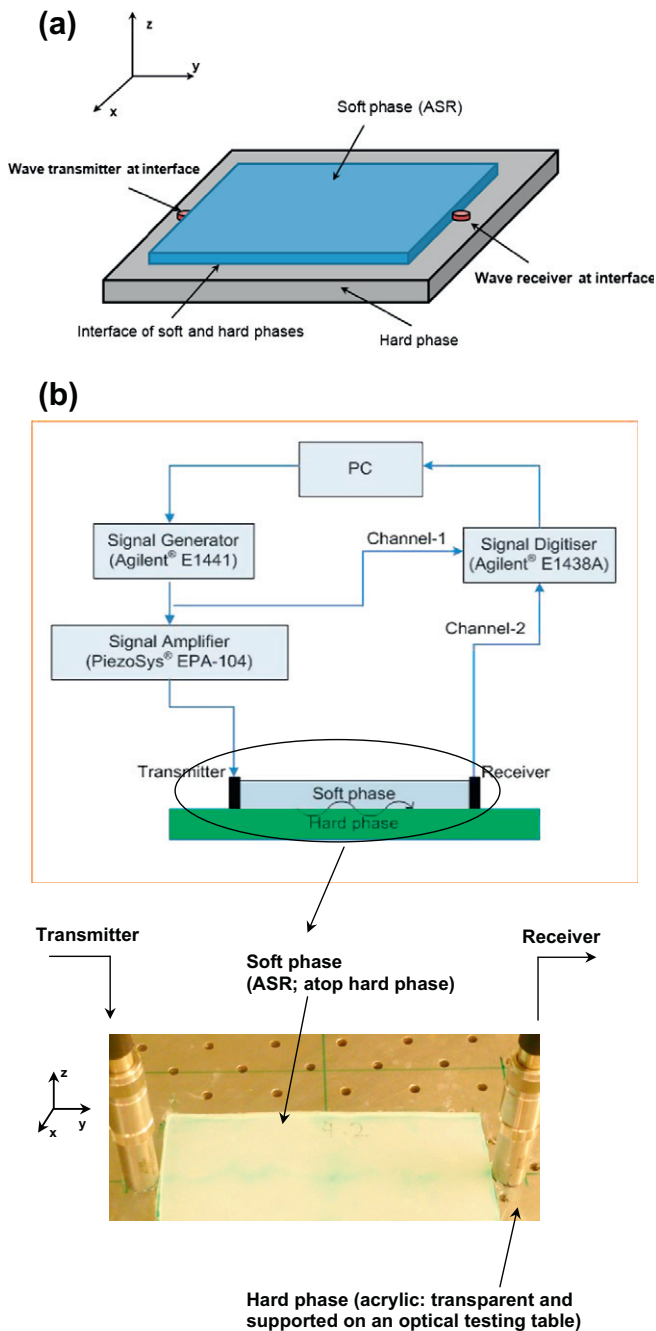 (a)
z
y
x
Soft phase (ASR)
Wave transmitter at interface
Wave receiver at interface
Interface of soft and hard phases
Hard phase
(b)
PC
Signal Generator
(Agilent® E1441)
Channel-1
Signal Digitiser
(Agilent® E1438A)
Channel-2
Signal Amplifier
(PiezoSys® EPA-104)
Transmitter
Receiver
Soft phase
Hard phase
Transmitter
Receiver
Soft phase
(ASR; atop hard phase)
z
y
x
Hard phase (acrylic: transparent and
supported on an optical testing table)